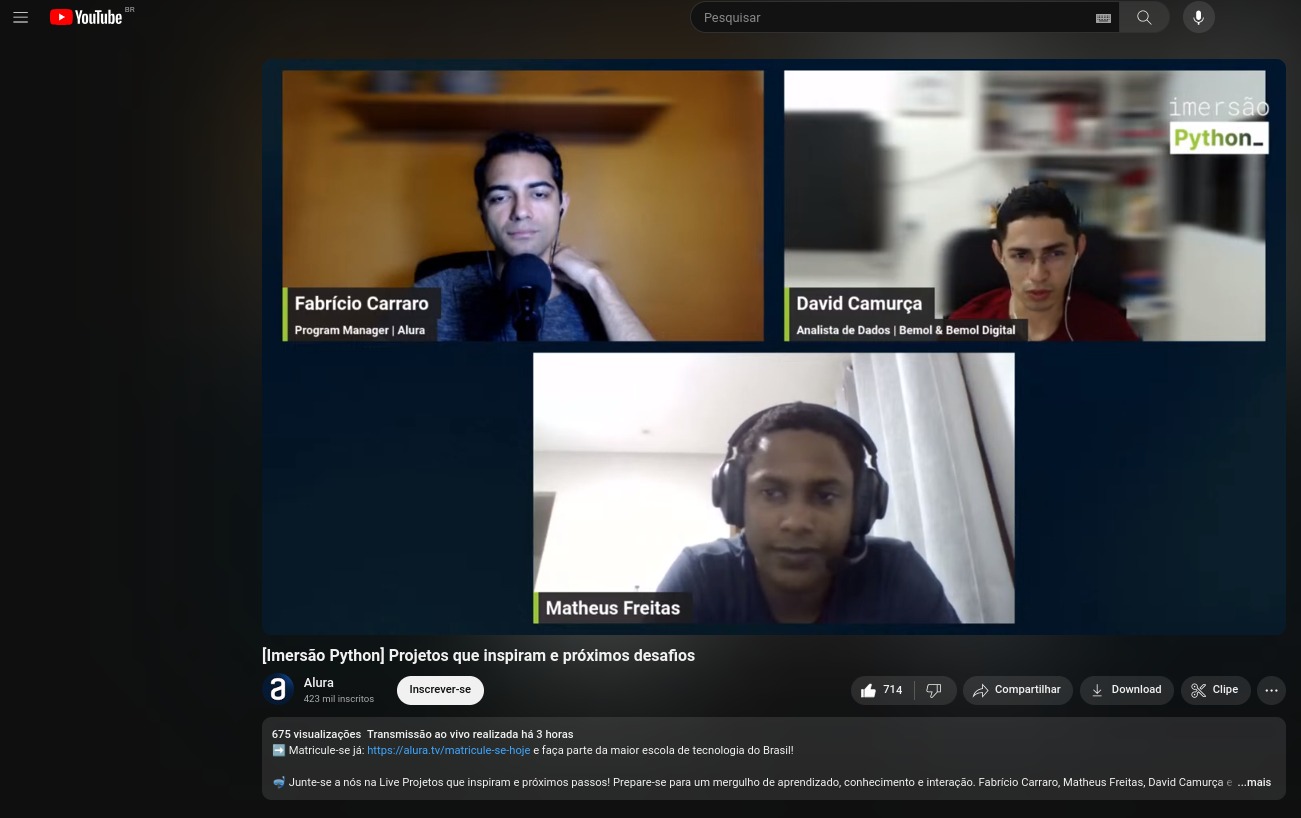 YouTube BR
Pesquisar
imersão
Python_
Fabrício Carraro
Program Manager | Alura
David Camurça
Analista de Dados | Bemol & Bemol Digital
Matheus Freitas
[Imersão Python] Projetos que inspiram e próximos desafios
a
Alura
423 mil inscritos
Inscrever-se
714
Compartilhar
Download
Clipe
675 visualizações Transmissão ao vivo realizada há 3 horas
➡️ Matricule-se já: https://alura.tv/matricule-se-hoje e faça parte da maior escola de tecnologia do Brasil!
🤿 Junte-se a nós na Live Projetos que inspiram e próximos passos! Prepare-se para um mergulho de aprendizado, conhecimento e interação. Fabrício Carraro, Matheus Freitas, David Camurça e ...mais